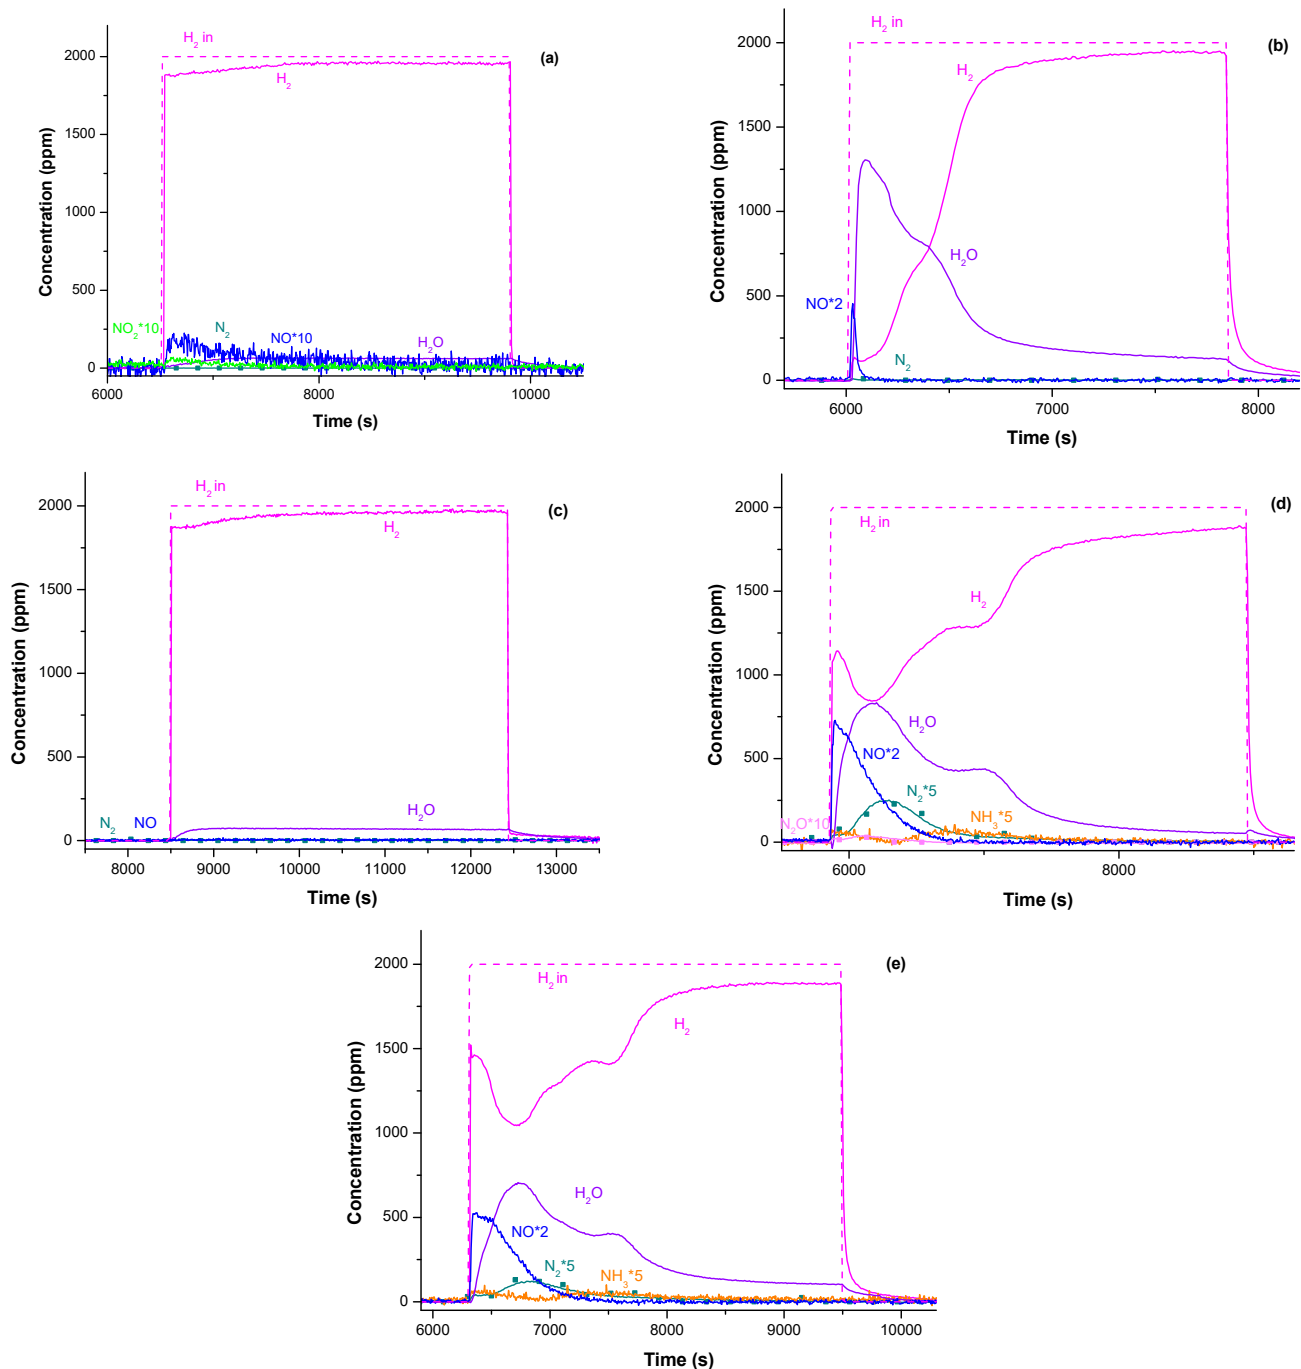 (a)
H₂ in
H₂
NO₂*10
N₂
NO*10
H₂O
2000
1500
1000
500
0
Concentration (ppm)
6000 8000 10000
Time (s)
(b)
H₂ in
H₂
H₂O
NO*2
N₂
2000
1500
1000
500
0
Concentration (ppm)
6000 7000 8000
Time (s)
(c)
H₂ in
H₂
N₂
NO
H₂O
2000
1500
1000
500
0
Concentration (ppm)
8000 9000 10000 11000 12000 13000
Time (s)
(d)
H₂ in
H₂
H₂O
NO*2
N₂*5
N₂O*10
NH₃*5
2000
1500
1000
500
0
Concentration (ppm)
6000 8000
Time (s)
(e)
H₂ in
H₂
H₂O
NO*2
N₂*5
NH₃*5
2000
1500
1000
500
0
Concentration (ppm)
6000 7000 8000 9000 10000
Time (s)